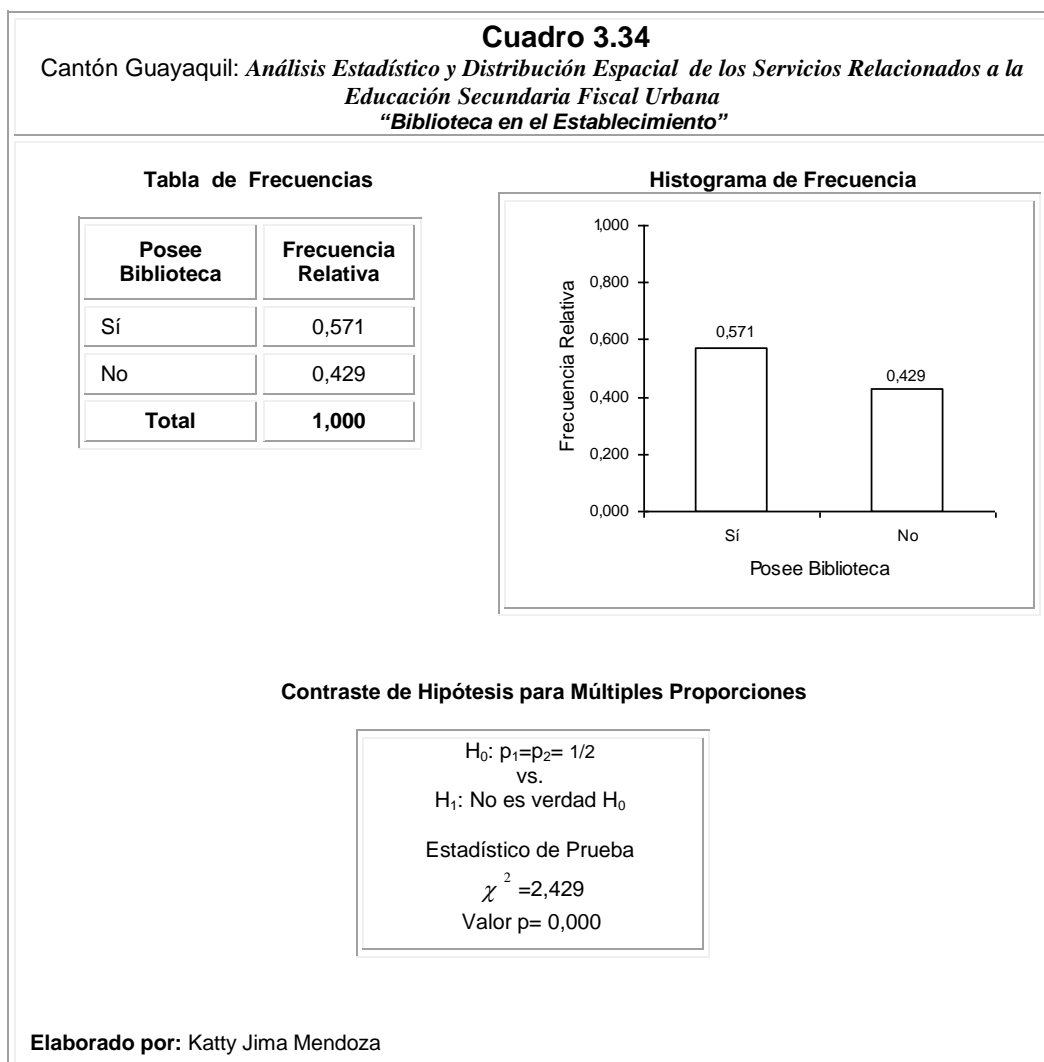 Cuadro 3.34
Cantón Guayaquil: Análisis Estadístico y Distribución Espacial de los Servicios Relacionados a la
Educación Secundaria Fiscal Urbana
“Biblioteca en el Establecimiento”
Tabla de Frecuencias
Posee Biblioteca
Frecuencia Relativa
Sí 0,571
No 0,429
Total 1,000
Histograma de Frecuencia
1,000
0,800
0,600
0,400
0,200
0,000
Frecuencia Relativa
0,571
0,429
Sí No
Posee Biblioteca
Contraste de Hipótesis para Múltiples Proporciones
H₀: p₁=p₂= 1/2
vs.
H₁: No es verdad H₀
Estadístico de Prueba
χ² =2,429
Valor p= 0,000
Elaborado por: Katty Jima Mendoza